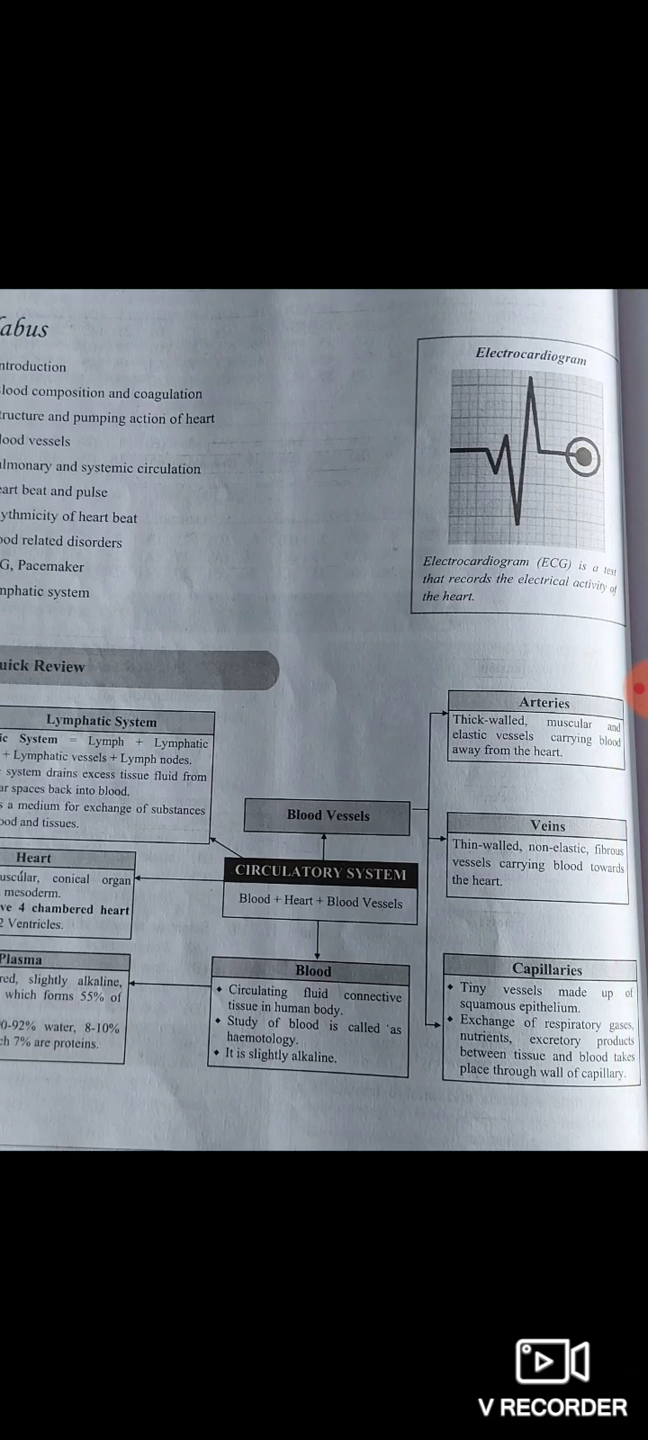 abus
ntroduction
lood composition and coagulation
tructure and pumping action of heart
lood vessels
ulmonary and systemic circulation
eart beat and pulse
ythmicity of heart beat
ood related disorders
G, Pacemaker
mphatic system
Electrocardiogram
Electrocardiogram (ECG) is a test
that records the electrical activity of
the heart.
uick Review
Lymphatic System
ic System = Lymph + Lymphatic
+ Lymphatic vessels + Lymph nodes.
system drains excess tissue fluid from
ar spaces back into blood.
s a medium for exchange of substances
ood and tissues.
Heart
uscular, conical organ
mesoderm.
ve 4 chambered heart
2 Ventricles.
Plasma
red, slightly alkaline,
which forms 55% of
0-92% water, 8-10%
ch 7% are proteins.
Blood Vessels
CIRCULATORY SYSTEM
Blood + Heart + Blood Vessels
Blood
• Circulating fluid connective
tissue in human body.
• Study of blood is called as
haemotology.
• It is slightly alkaline.
Arteries
Thick-walled, muscular and
elastic vessels carrying blood
away from the heart.
Veins
Thin-walled, non-elastic, fibrous
vessels carrying blood towards
the heart.
Capillaries
• Tiny vessels made up of
squamous epithelium.
• Exchange of respiratory gases,
nutrients, excretory products
between tissue and blood takes
place through wall of capillary.
V RECORDER